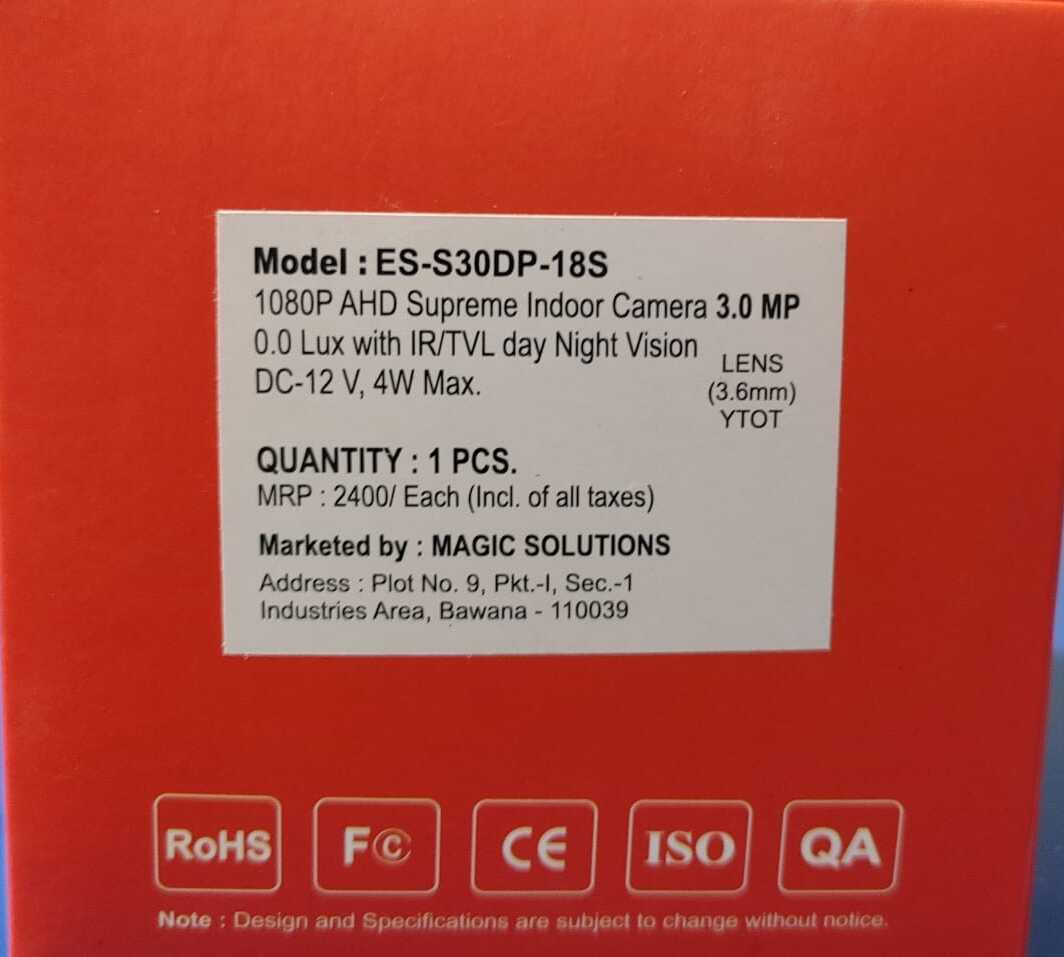 Model : ES-S30DP-18S
1080P AHD Supreme Indoor Camera 3.0 MP
0.0 Lux with IR/TVL day Night Vision
DC-12 V, 4W Max.
LENS
(3.6mm)
YTOT
QUANTITY : 1 PCS.
MRP : 2400/ Each (Incl. of all taxes)
Marketed by : MAGIC SOLUTIONS
Address : Plot No. 9, Pkt.-I, Sec.-1
Industries Area, Bawana - 110039
RoHS FC CE ISO QA
Note : Design and Specifications are subject to change without notice.